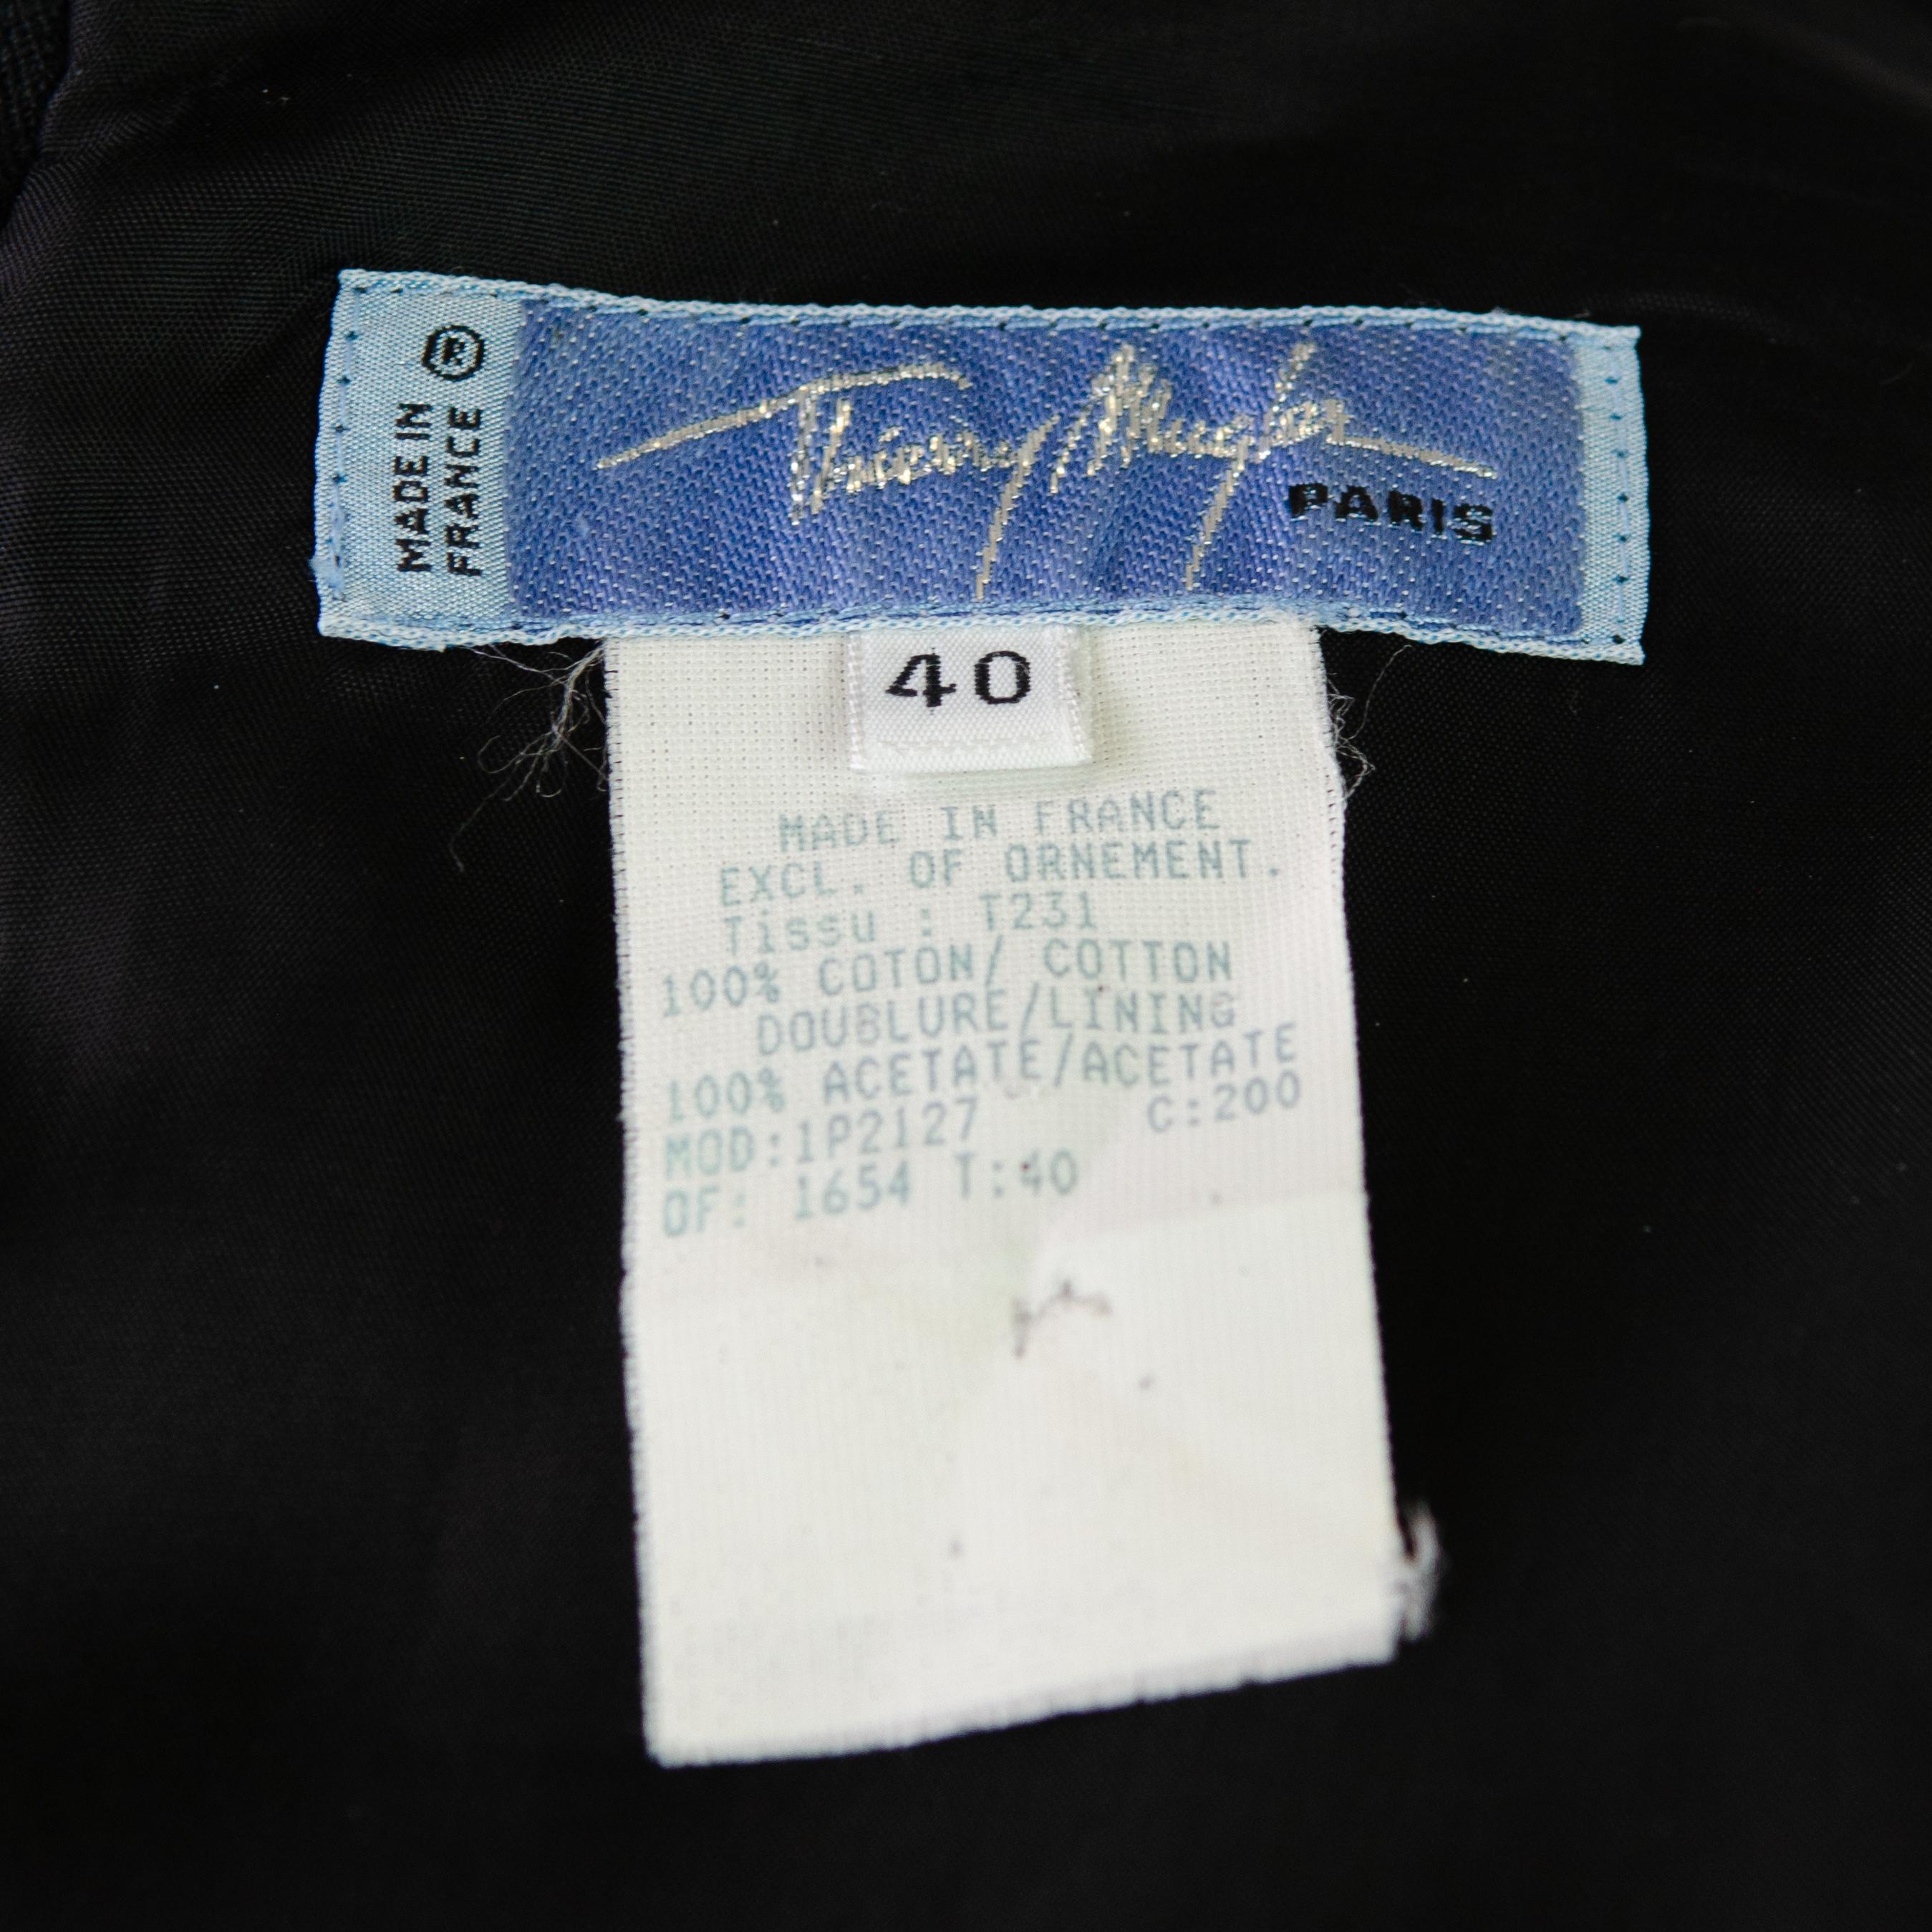 MADE IN
FRANCE ®
Thierry Mugler
PARIS
40
MADE IN FRANCE
EXCL. OF ORNEMENT.
Tissu : T231
100% COTON/ COTTON
DOUBLURE/LINING
100% ACETATE/ACETATE
MOD:1P2127 C:200
OF: 1654 T:40